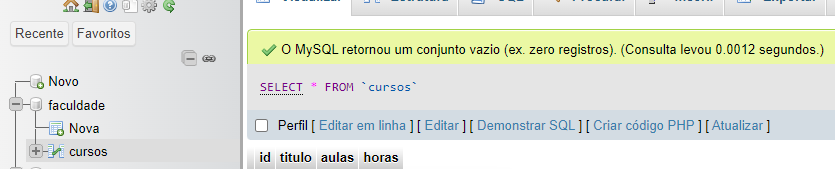 Recente Favoritos
Novo
faculdade
Nova
cursos
O MySQL retornou um conjunto vazio (ex. zero registros). (Consulta levou 0.0012 segundos.)
SELECT * FROM `cursos`
Perfil [ Editar em linha ] [ Editar ] [ Demonstrar SQL ] [ Criar código PHP ] [ Atualizar ]
id titulo aulas horas